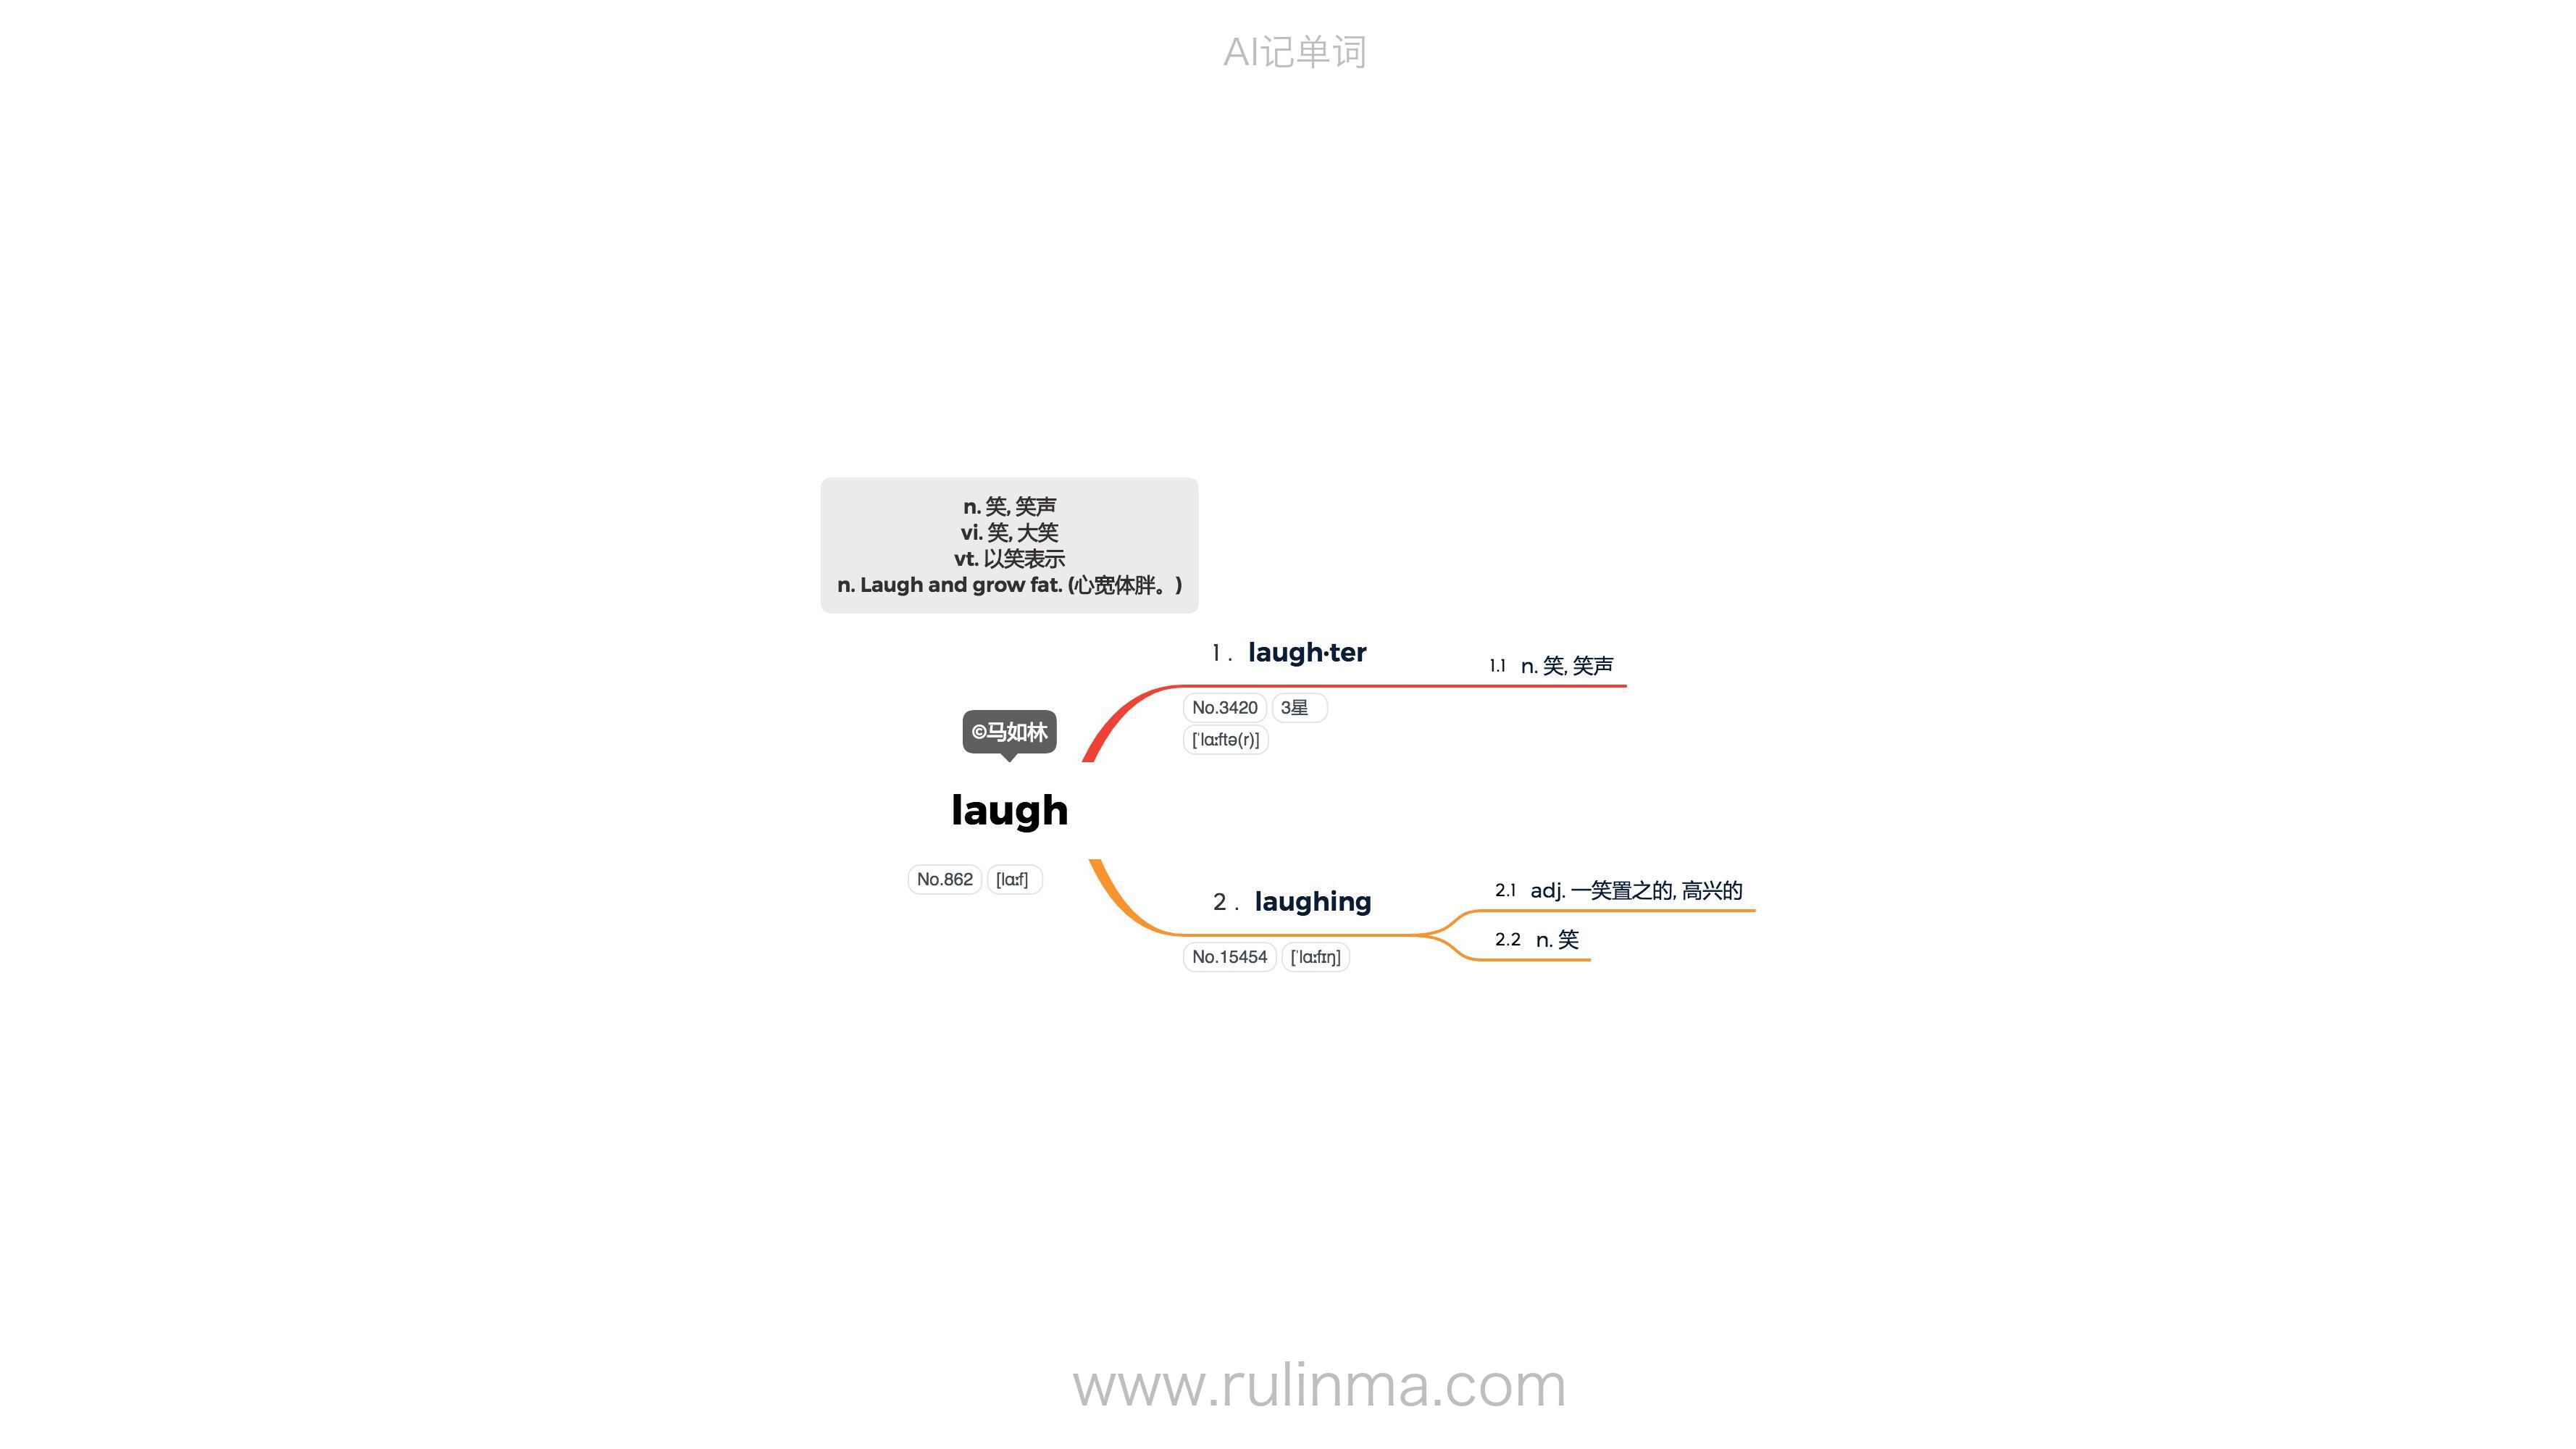 AI记单词
n. 笑, 笑声
vi. 笑, 大笑
vt. 以笑表示
n. Laugh and grow fat. (心宽体胖。)
©马如林
laugh
No.862 [lɑːf]
1 . laugh·ter
No.3420 3星
['lɑːftə(r)]
1.1 n. 笑, 笑声
2 . laughing
No.15454 ['lɑːfɪŋ]
2.1 adj. 一笑置之的, 高兴的
2.2 n. 笑
www.rulinma.com